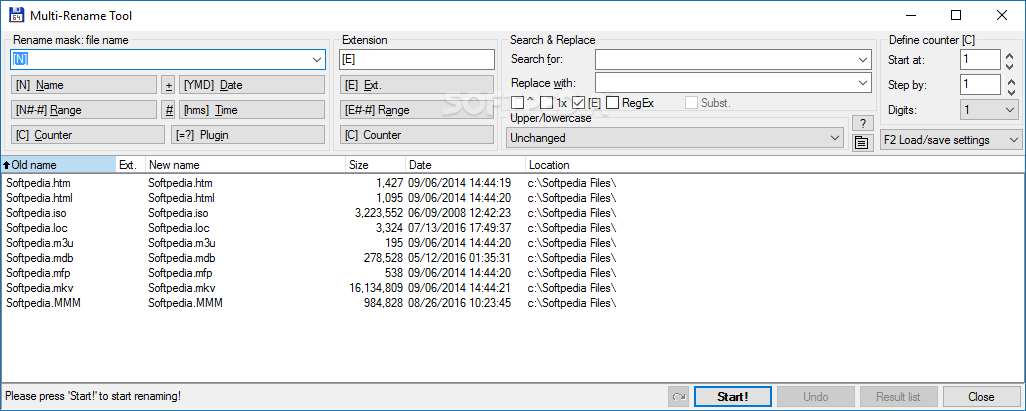 Multi-Rename Tool
Rename mask: file name
Extension
Search & Replace
Define counter [C]
[N]
[E]
Search for:
Start at: 1
[N] Name
+
[YMD] Date
[E] Ext.
Replace with:
Step by: 1
[N#-#] Range
#
[hms] Time
[E#-#] Range
^
1x
[E]
RegEx
Subst.
Digits: 1
SOFTPEDIA
[C] Counter
[=?] Plugin
[C] Counter
Upper/lowercase
Unchanged
?
F2 Load/save settings
Old name Ext. New name Size Date Location
Softpedia.htm Softpedia.htm 1,427 09/06/2014 14:44:19 c:\Softpedia Files\
Softpedia.html Softpedia.html 1,095 09/06/2014 14:44:20 c:\Softpedia Files\
Softpedia.iso Softpedia.iso 3,223,552 06/09/2008 12:42:23 c:\Softpedia Files\
Softpedia.loc Softpedia.loc 3,324 07/13/2016 17:49:37 c:\Softpedia Files\
Softpedia.m3u Softpedia.m3u 195 09/06/2014 14:44:20 c:\Softpedia Files\
Softpedia.mdb Softpedia.mdb 278,528 05/12/2016 01:35:31 c:\Softpedia Files\
Softpedia.mfp Softpedia.mfp 538 09/06/2014 14:44:20 c:\Softpedia Files\
Softpedia.mkv Softpedia.mkv 16,134,809 09/06/2014 14:44:21 c:\Softpedia Files\
Softpedia.MMM Softpedia.MMM 984,828 08/26/2016 10:23:45 c:\Softpedia Files\
Please press 'Start!' to start renaming!
Start!
Undo
Result list
Close